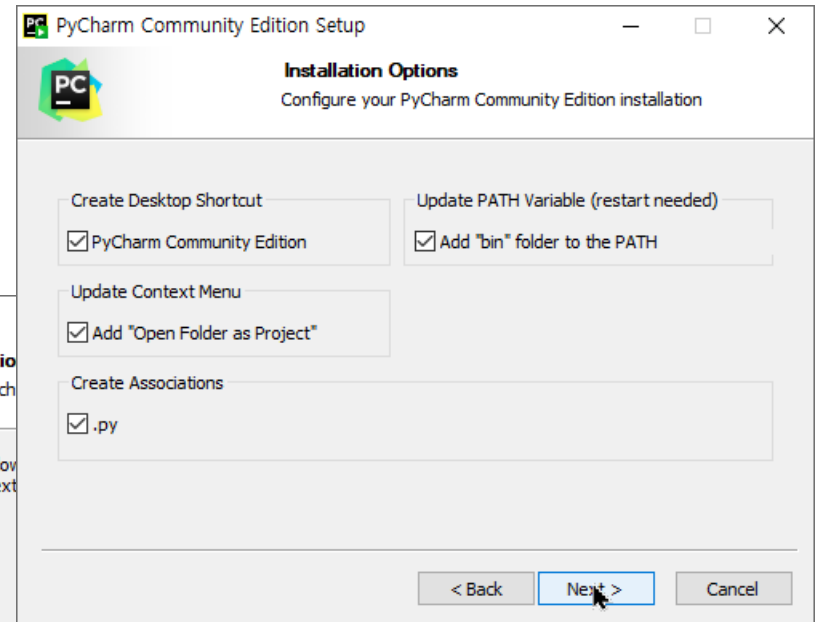 PyCharm Community Edition Setup
PC
Installation Options
Configure your PyCharm Community Edition installation
Create Desktop Shortcut
PyCharm Community Edition
Update PATH Variable (restart needed)
Add "bin" folder to the PATH
Update Context Menu
Add "Open Folder as Project"
Create Associations
.py
< Back
Next >
Cancel